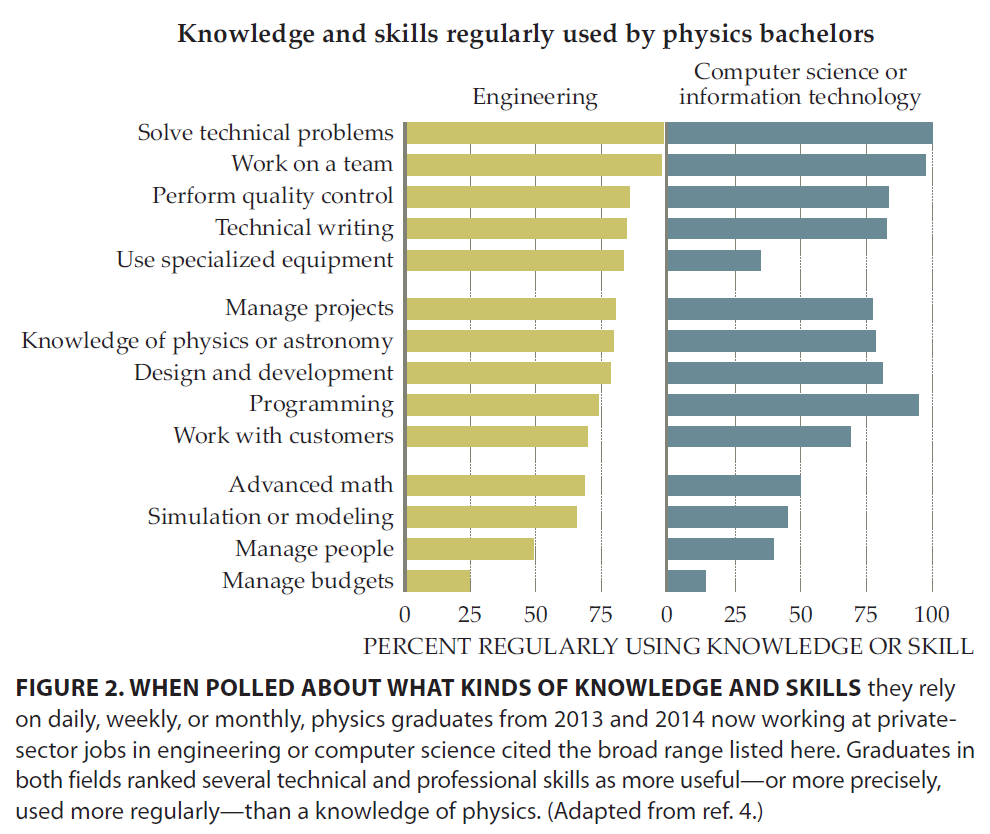 Knowledge and skills regularly used by physics bachelors
Engineering
Computer science or
information technology
Solve technical problems
Work on a team
Perform quality control
Technical writing
Use specialized equipment
Manage projects
Knowledge of physics or astronomy
Design and development
Programming
Work with customers
Advanced math
Simulation or modeling
Manage people
Manage budgets
0 25 50 75 0 25 50 75 100
PERCENT REGULARLY USING KNOWLEDGE OR SKILL
FIGURE 2. WHEN POLLED ABOUT WHAT KINDS OF KNOWLEDGE AND SKILLS they rely
on daily, weekly, or monthly, physics graduates from 2013 and 2014 now working at private-
sector jobs in engineering or computer science cited the broad range listed here. Graduates in
both fields ranked several technical and professional skills as more useful—or more precisely,
used more regularly—than a knowledge of physics. (Adapted from ref. 4.)